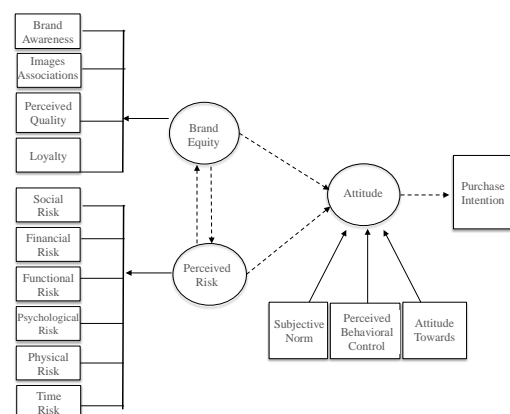 Brand
Awareness
Images
Associations
Perceived
Quality
Loyalty
Social
Risk
Financial
Risk
Functional
Risk
Psychological
Risk
Physical
Risk
Time
Risk
Brand
Equity
Perceived
Risk
Attitude
Purchase
Intention
Subjective
Norm
Perceived
Behavioral
Control
Attitude
Towards